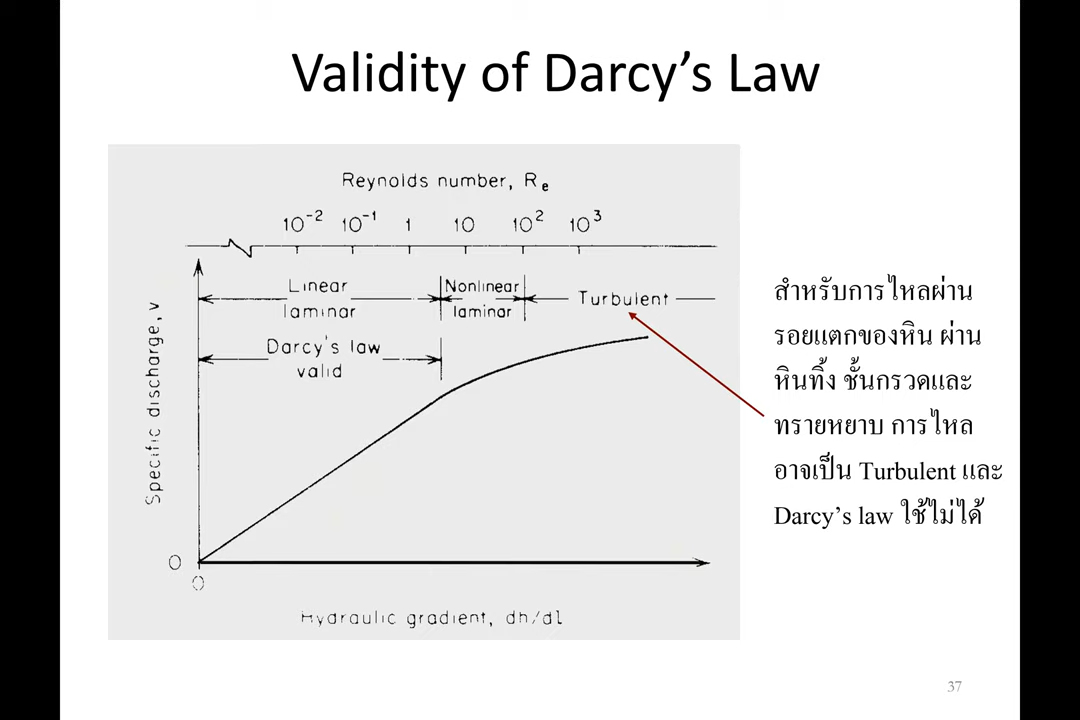 Validity of Darcy’s Law
Reynolds number, Re
10-2 10-1 1 10 102 103
Linear
laminar
Nonlinear
laminar
Turbulent
Darcy's law
valid
Specific discharge, v
0
0
Hydraulic gradient, dh/dl
สำหรับการไหลผ่าน
รอยแตกของหิน ผ่าน
หินทิ้ง ชั้นกรวดและ
ทรายหยาบ การไหล
อาจเป็น Turbulent และ
Darcy’s law ใช้ไม่ได้
37